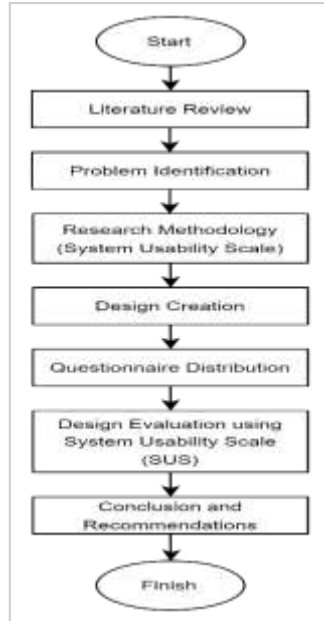 Start
Literature Review
Problem Identification
Research Methodology
(System Usability Scale)
Design Creation
Questionnaire Distribution
Design Evaluation using
System Usability Scale
(SUS)
Conclusion and
Recommendations
Finish